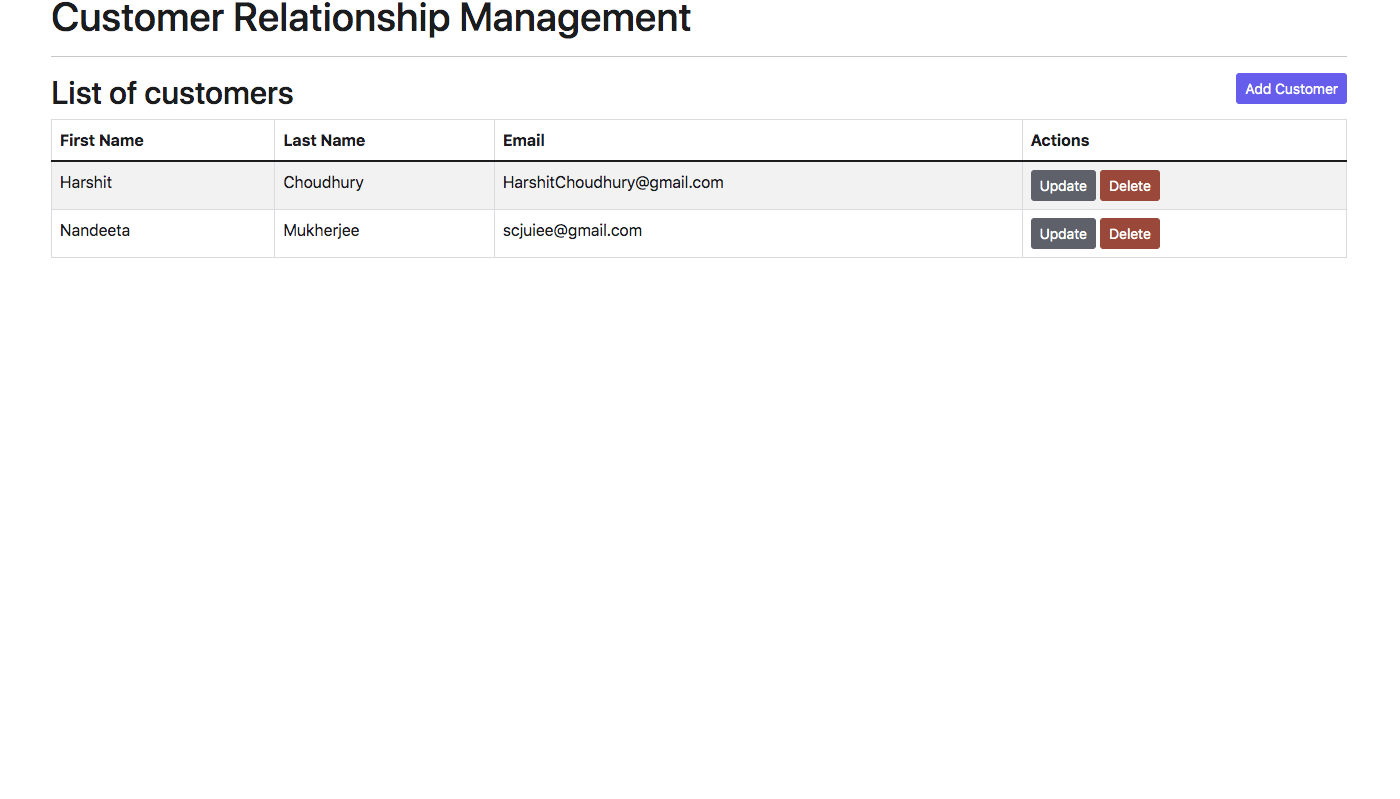 Customer Relationship Management
List of customers
Add Customer
First Name Last Name Email Actions
Harshit Choudhury HarshitChoudhury@gmail.com Update Delete
Nandeeta Mukherjee scjuiee@gmail.com Update Delete